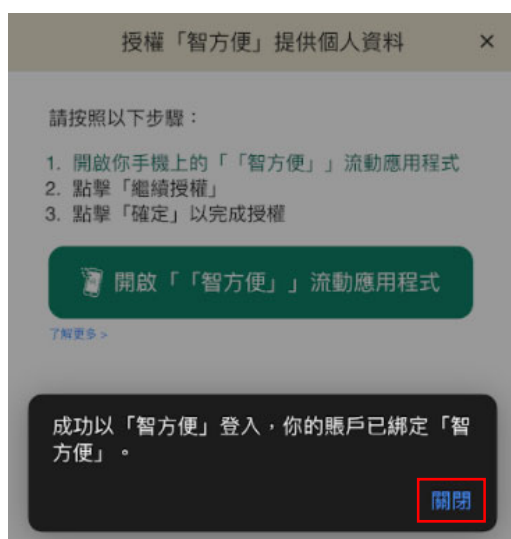 授權「智方便」提供個人資料 ×
請按照以下步驟：
1. 開啟你手機上的「「智方便」」流動應用程式
2. 點擊「繼續授權」
3. 點擊「確定」以完成授權
開啟「「智方便」」流動應用程式
了解更多 >
成功以「智方便」登入，你的賬戶已綁定「智
方便」。
關閉